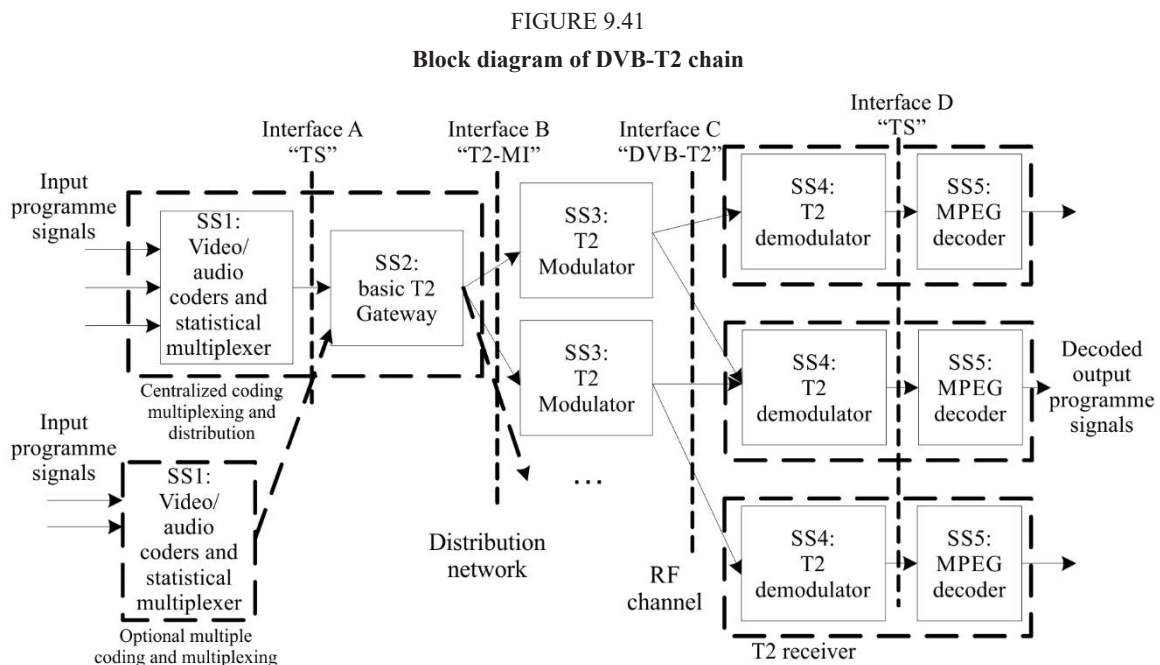 FIGURE 9.41
Block diagram of DVB-T2 chain
Interface A
“TS”
Interface B
“T2-MI”
Interface C
“DVB-T2”
Interface D
“TS”
Input
programme
signals
SS1:
Video/
audio
coders and
statistical
multiplexer
SS2:
basic T2
Gateway
Centralized coding
multiplexing and
distribution
SS3:
T2
Modulator
SS3:
T2
Modulator
...
SS4:
T2
demodulator
SS5:
MPEG
decoder
SS4:
T2
demodulator
SS5:
MPEG
decoder
Decoded
output
programme
signals
SS4:
T2
demodulator
SS5:
MPEG
decoder
Input
programme
signals
SS1:
Video/
audio
coders and
statistical
multiplexer
Optional multiple
coding and multiplexing
Distribution
network
RF
channel
T2 receiver